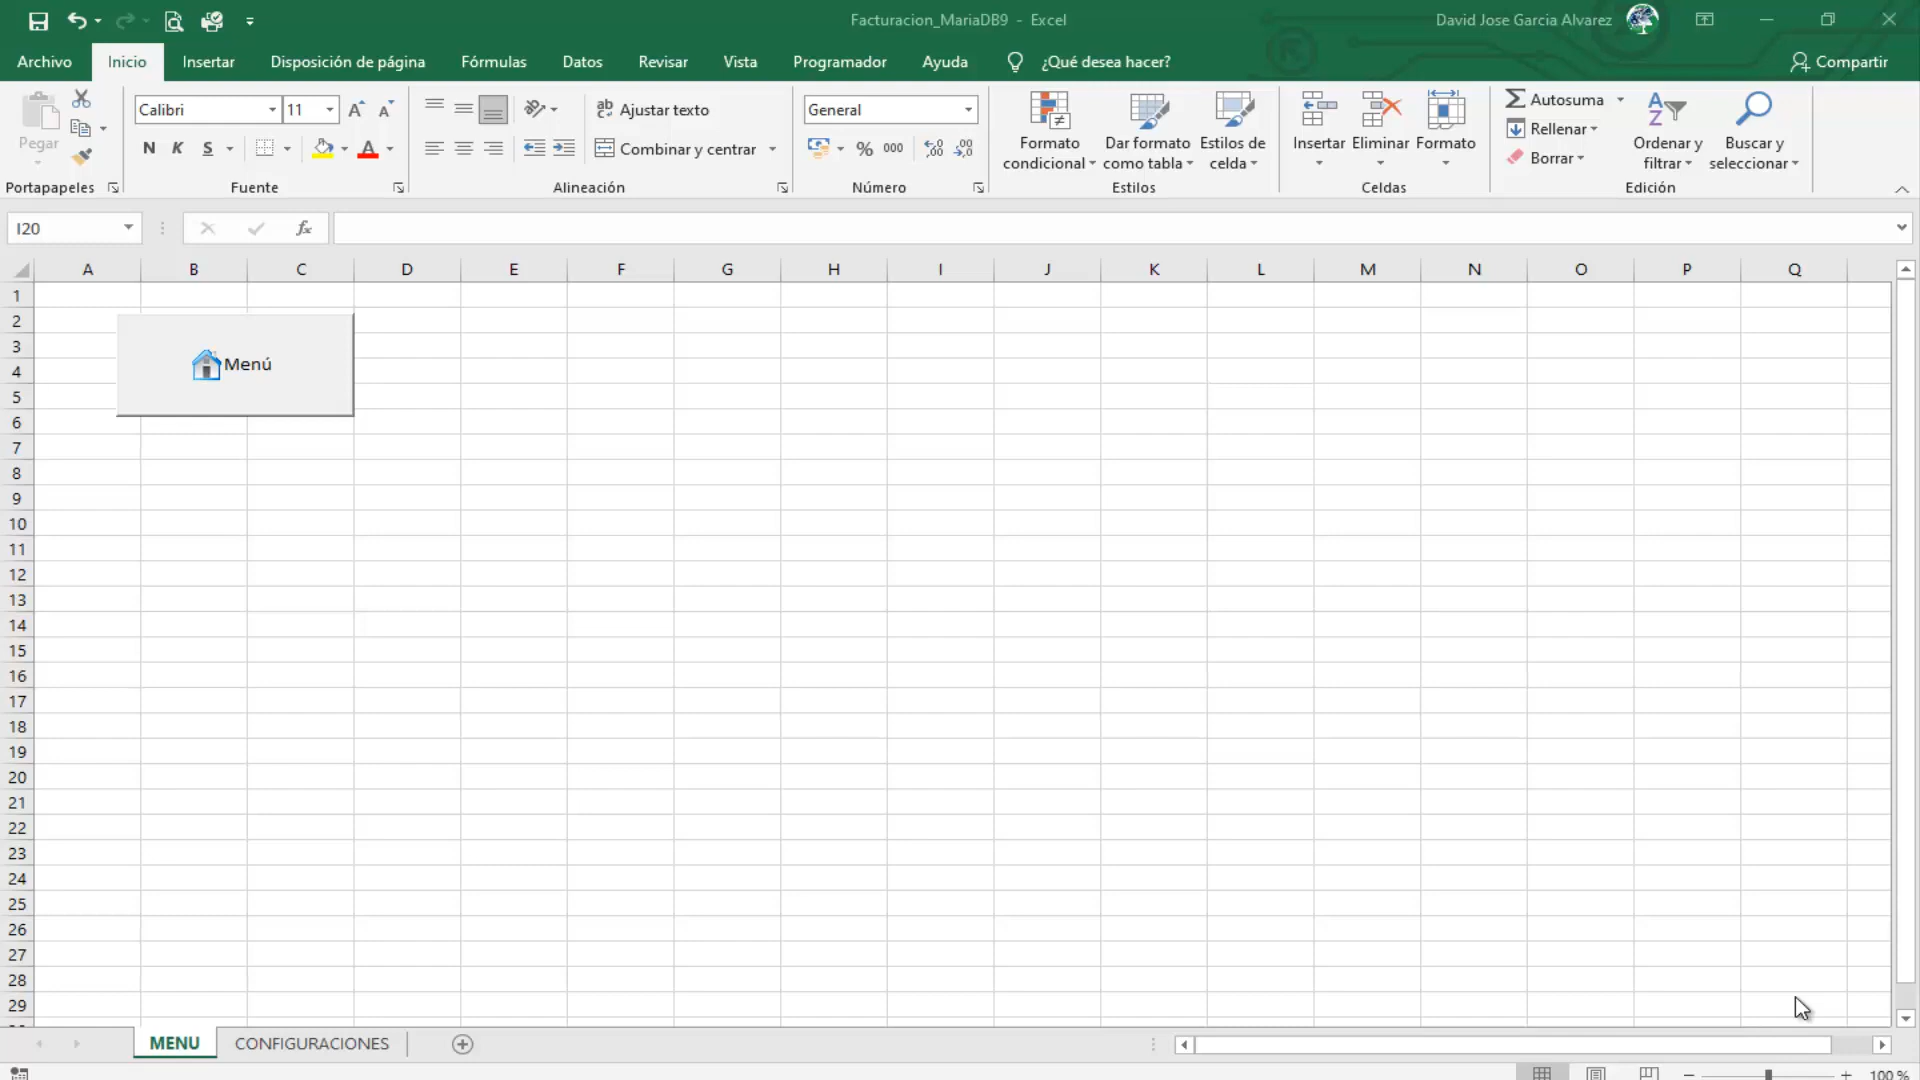 Facturacion_MariaDB9 - Excel
David Jose Garcia Alvarez
Archivo
Inicio
Insertar
Disposición de página
Fórmulas
Datos
Revisar
Vista
Programador
Ayuda
¿Qué desea hacer?
Compartir
Pegar
Portapapeles
Calibri
11
N
K
S
Fuente
Ajustar texto
Combinar y centrar
Alineación
General
%
000
Número
Formato
condicional
Dar formato
como tabla
Estilos de
celda
Estilos
Insertar
Eliminar
Formato
Celdas
Autosuma
Rellenar
Borrar
Ordenar y
filtrar
Buscar y
seleccionar
Edición
I20
fx
A B C D E F G H I J K L M N O P Q
1
2
3
4
5
6
7
8
9
10
11
12
13
14
15
16
17
18
19
20
21
22
23
24
25
26
27
28
29
Menú
MENU
CONFIGURACIONES
100 %